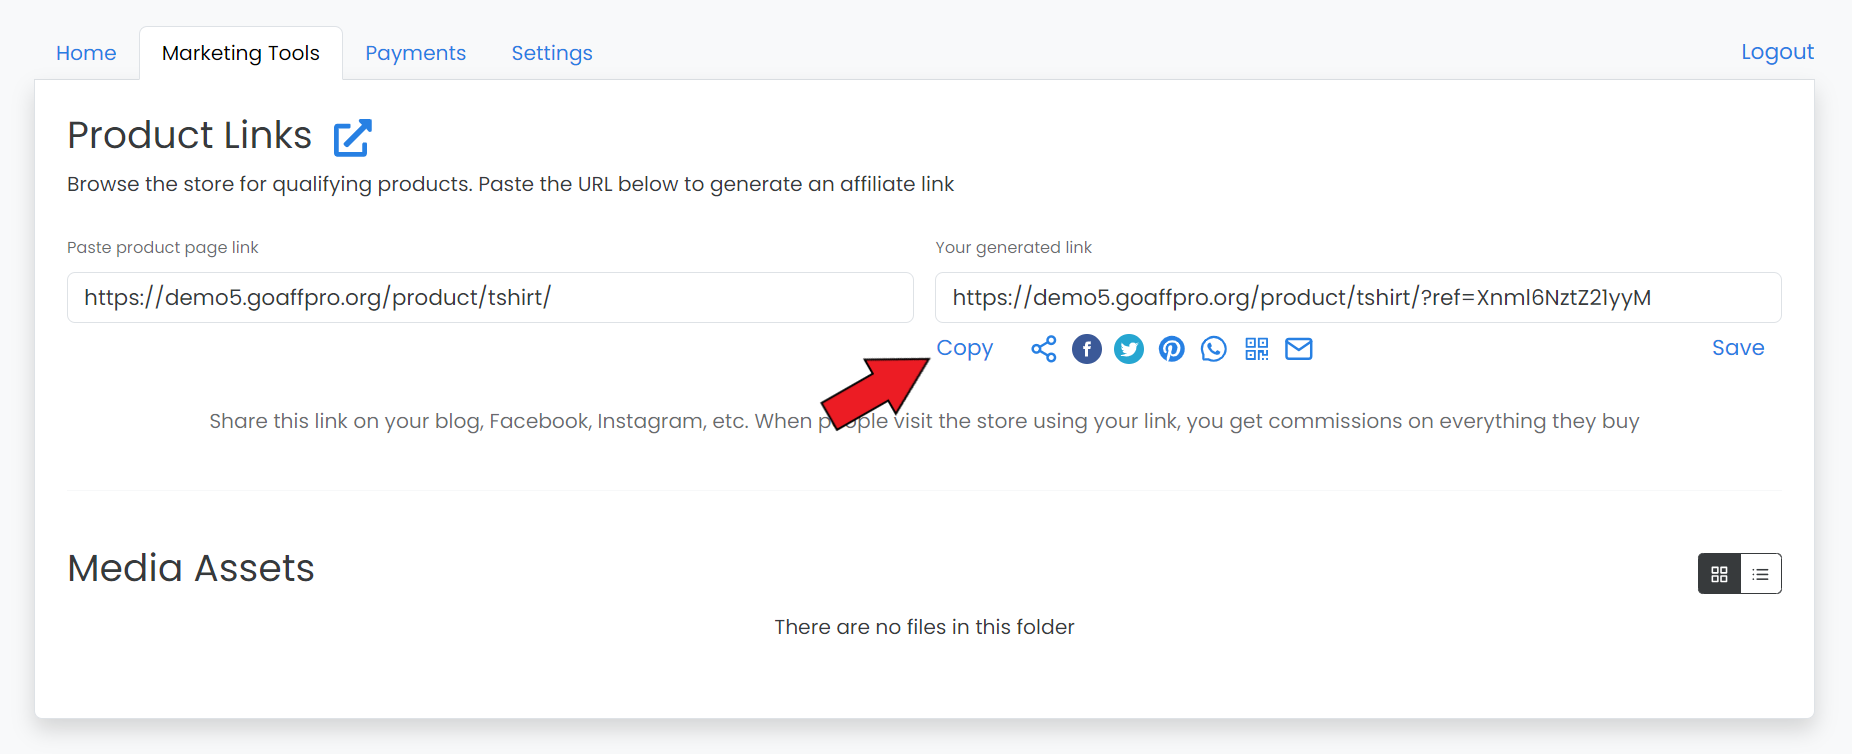 Home Marketing Tools Payments Settings Logout
Product Links
Browse the store for qualifying products. Paste the URL below to generate an affiliate link
Paste product page link
https://demo5.goaffpro.org/product/tshirt/
Your generated link
https://demo5.goaffpro.org/product/tshirt/?ref=Xnml6NztZ21yyM
Copy Save
Share this link on your blog, Facebook, Instagram, etc. When people visit the store using your link, you get commissions on everything they buy
Media Assets
There are no files in this folder